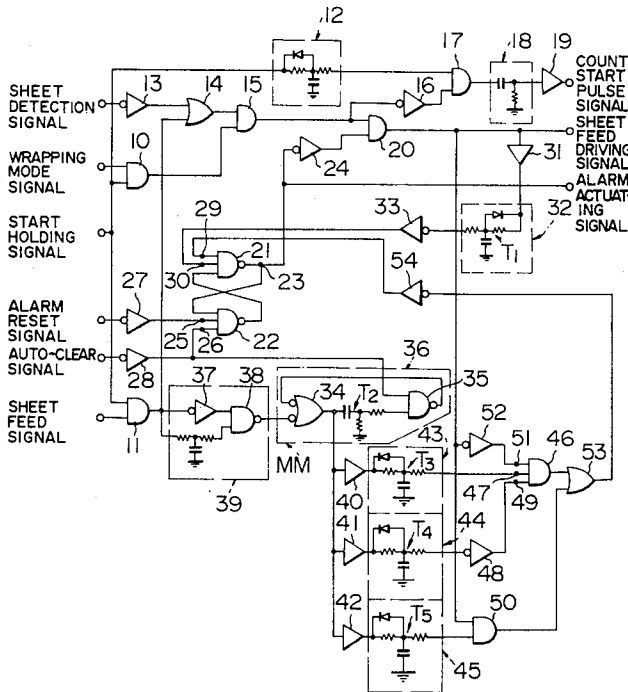 12
17
18
19
COUNT
START
PULSE
SIGNAL
SHEET
DETECTION
SIGNAL
13
14
15
16
SHEET
FEED
DRIVING
SIGNAL
WRAPPING
MODE
SIGNAL
10
24
20
31
ALARM
ACTUAT-
ING
SIGNAL
START
HOLDING
SIGNAL
29
33
32
T1
30
21
23
54
ALARM
RESET
SIGNAL
27
25
26
22
AUTO-CLEAR
SIGNAL
28
36
SHEET
FEED
SIGNAL
11
37
38
34
T2
35
52
51
46
53
MM
43
39
40
T3
47
49
41
T4
44
48
42
T5
50
45